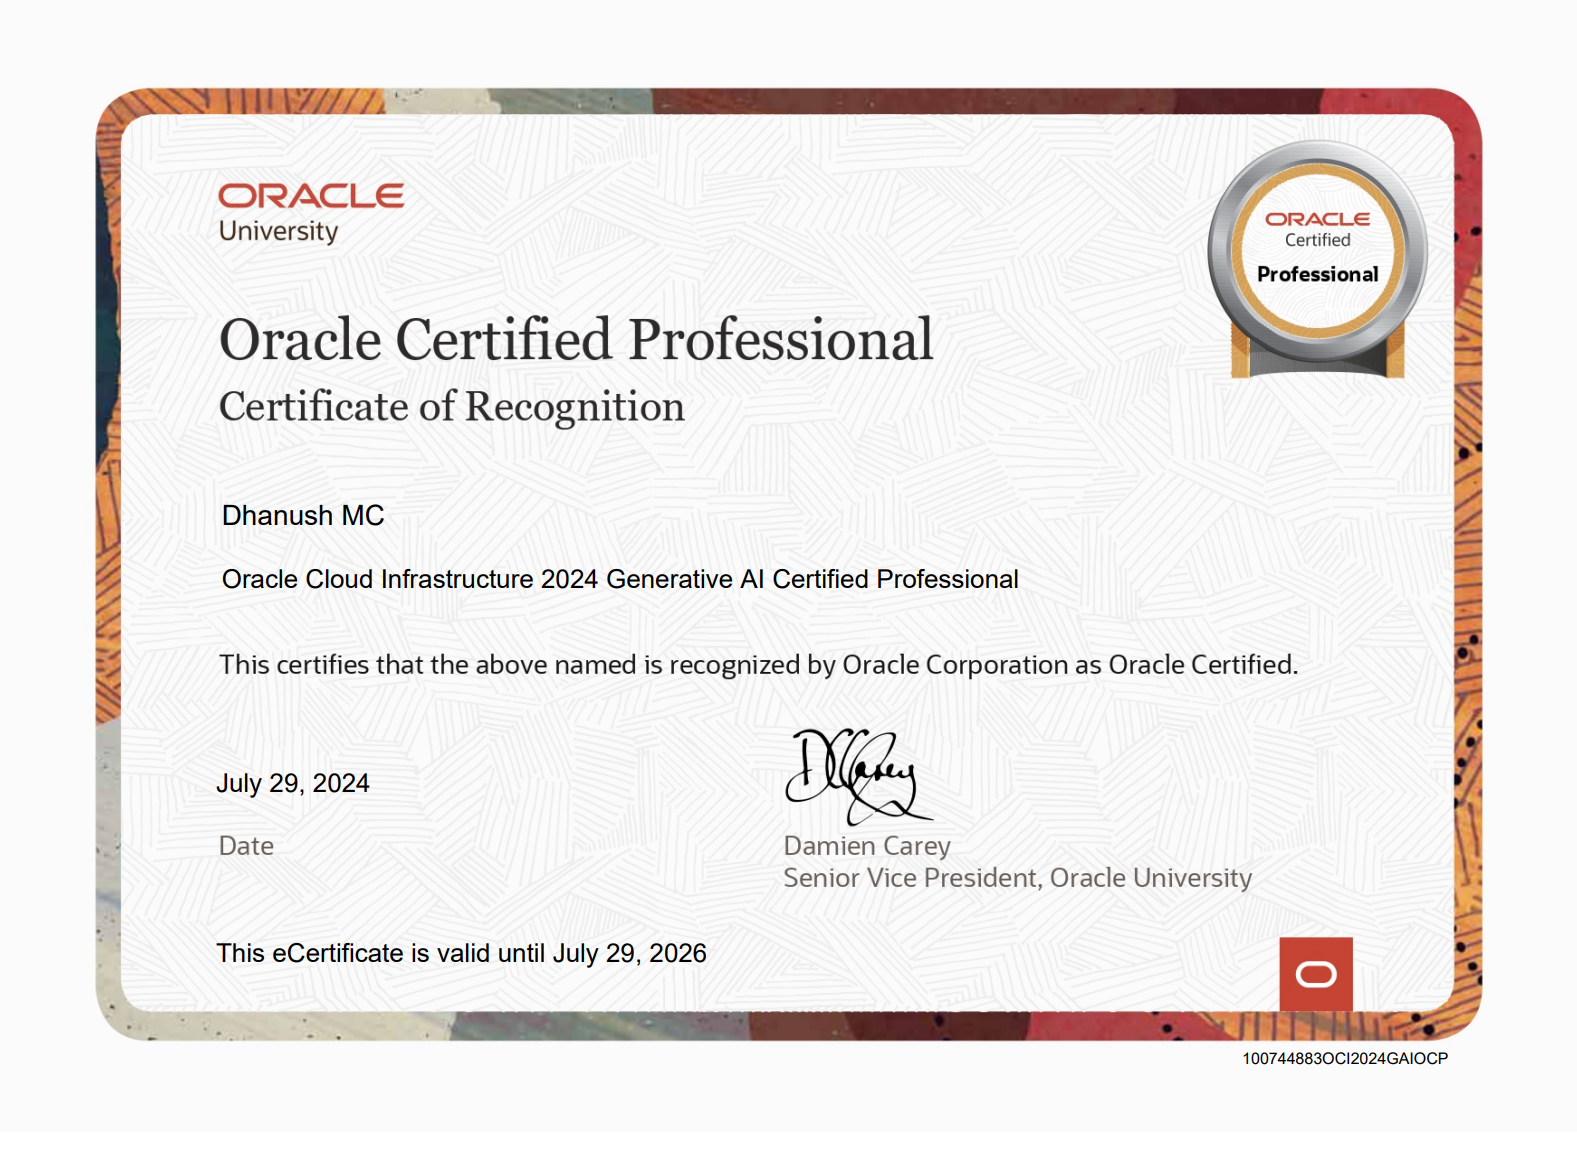 ORACLE
University
ORACLE
Certified
Professional
Oracle Certified Professional
Certificate of Recognition
Dhanush MC
Oracle Cloud Infrastructure 2024 Generative AI Certified Professional
This certifies that the above named is recognized by Oracle Corporation as Oracle Certified.
DCCarey
July 29, 2024
Date
Damien Carey
Senior Vice President, Oracle University
This eCertificate is valid until July 29, 2026
100744883OCI2024GAIOCP